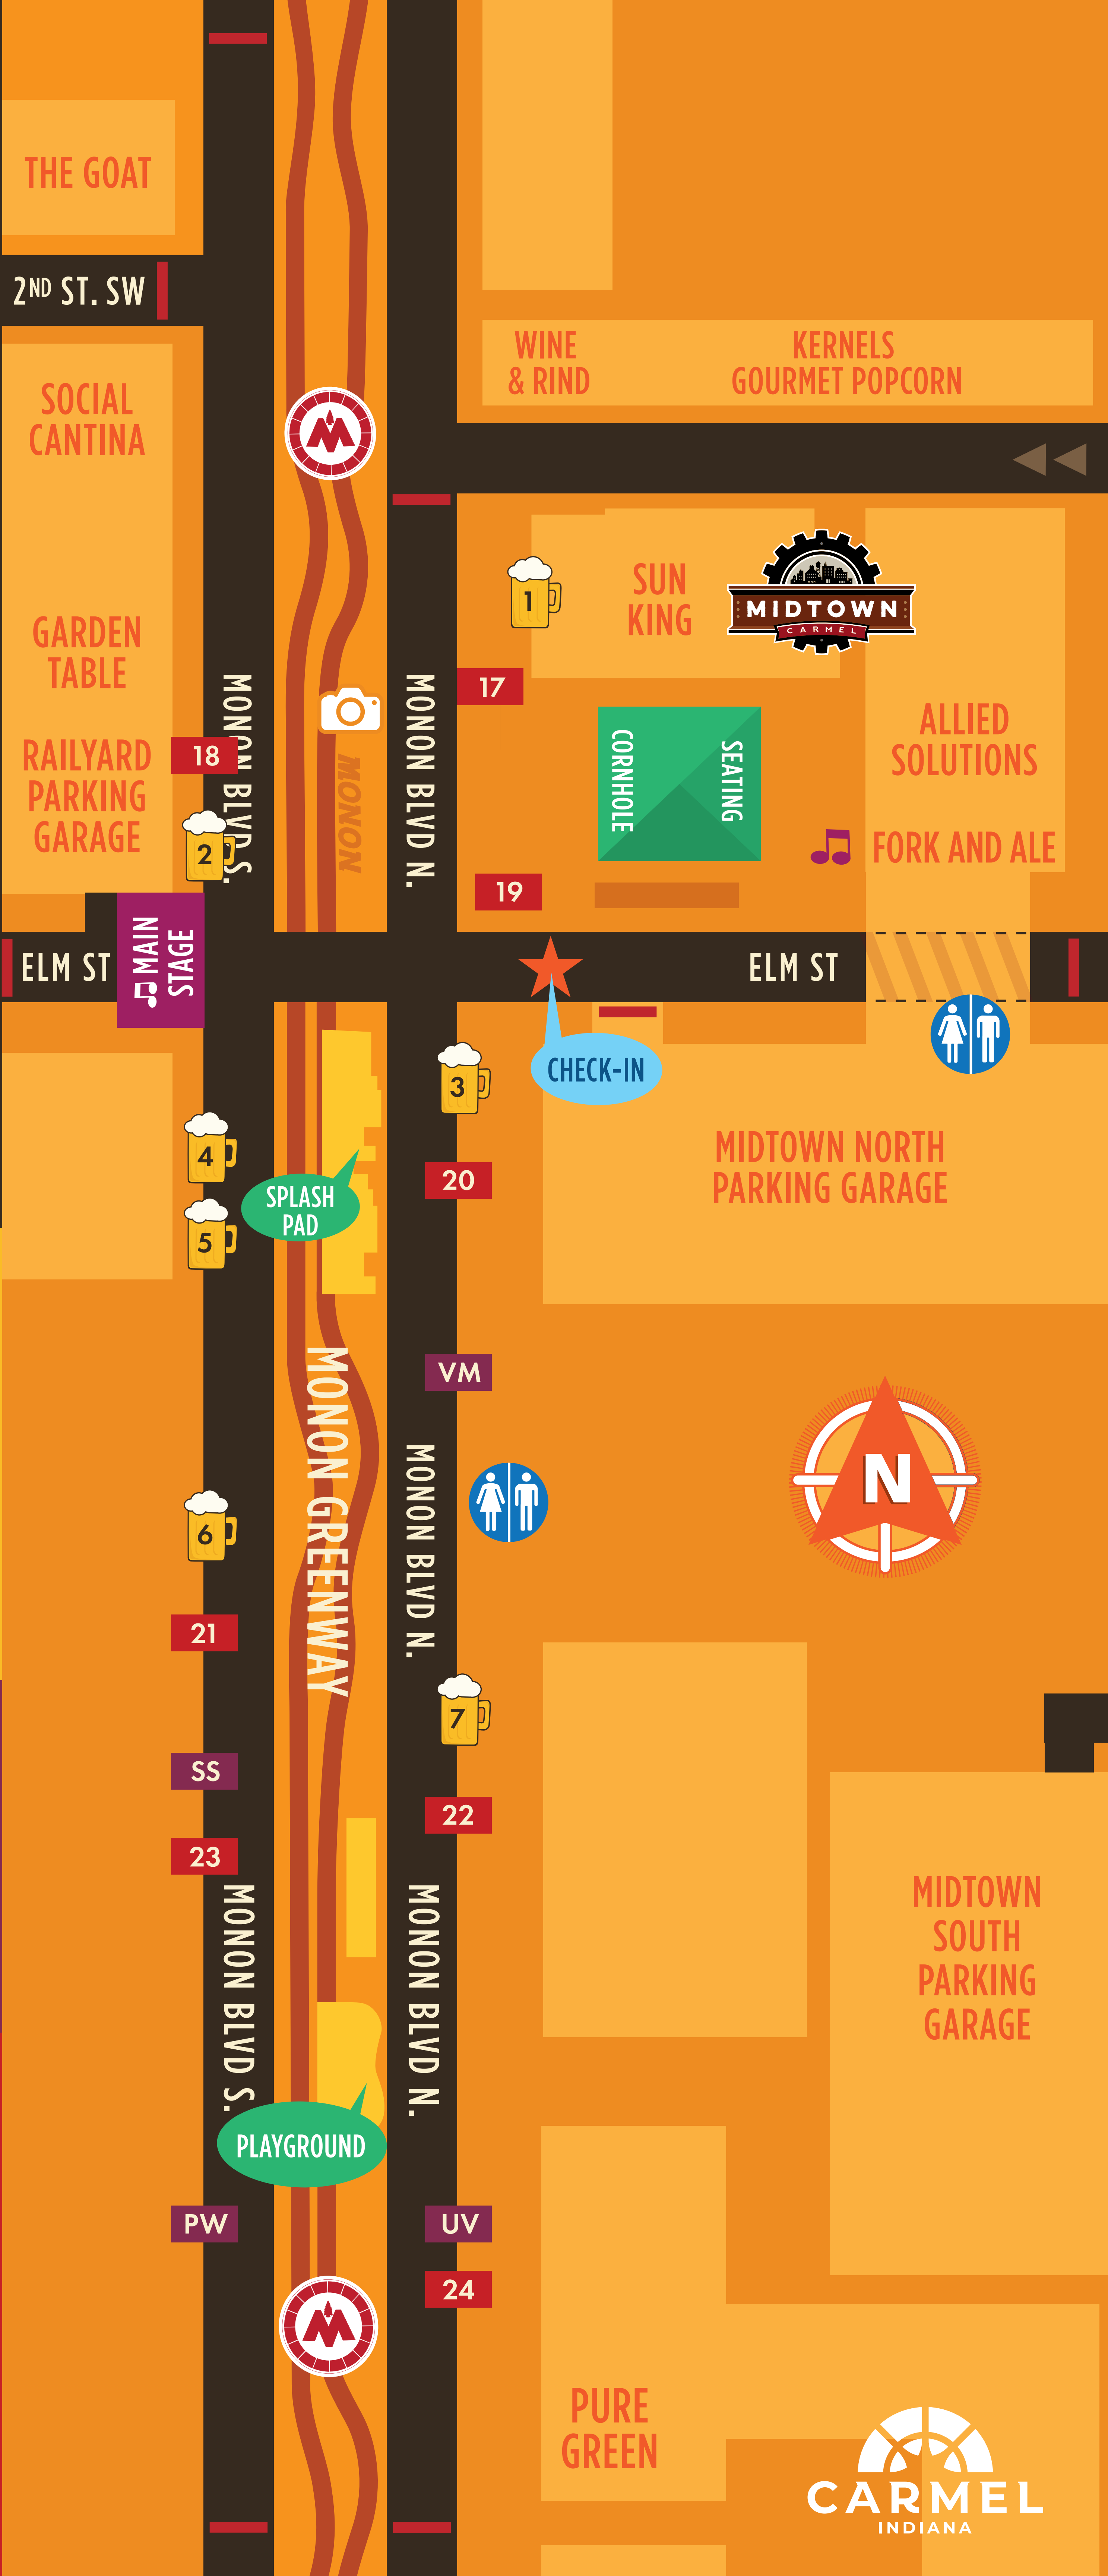 THE GOAT
2ND ST. SW
WINE
& RIND
KERNELS
GOURMET POPCORN
SOCIAL
CANTINA
M
1
SUN
KING
MIDTOWN
CARMEL
GARDEN
TABLE
MONON BLVD S.
MONON BLVD N.
17
ALLIED
SOLUTIONS
RAILYARD
PARKING
GARAGE
18
MONON
CORNHOLE
SEATING
2
FORK AND ALE
19
MAIN
STAGE
ELM ST
ELM ST
CHECK-IN
3
4
MIDTOWN NORTH
PARKING GARAGE
20
SPLASH
PAD
5
VM
MONON GREENWAY
MONON BLVD N.
N
6
21
7
SS
22
23
MONON BLVD S.
MONON BLVD N.
MIDTOWN
SOUTH
PARKING
GARAGE
PLAYGROUND
PW
UV
24
M
PURE
GREEN
CARMEL
INDIANA